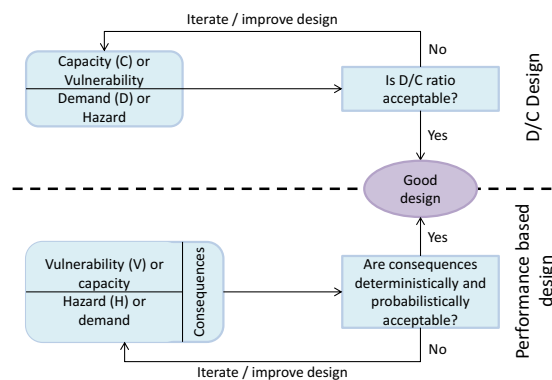 Iterate / improve design
Capacity (C) or
Vulnerability
Demand (D) or
Hazard
Is D/C ratio
acceptable?
No
Yes
D/C Design
Good
design
Yes
Vulnerability (V) or
capacity
Hazard (H) or
demand
Consequences
Are consequences
deterministically and
probabilistically
acceptable?
No
Iterate / improve design
Performance based
design